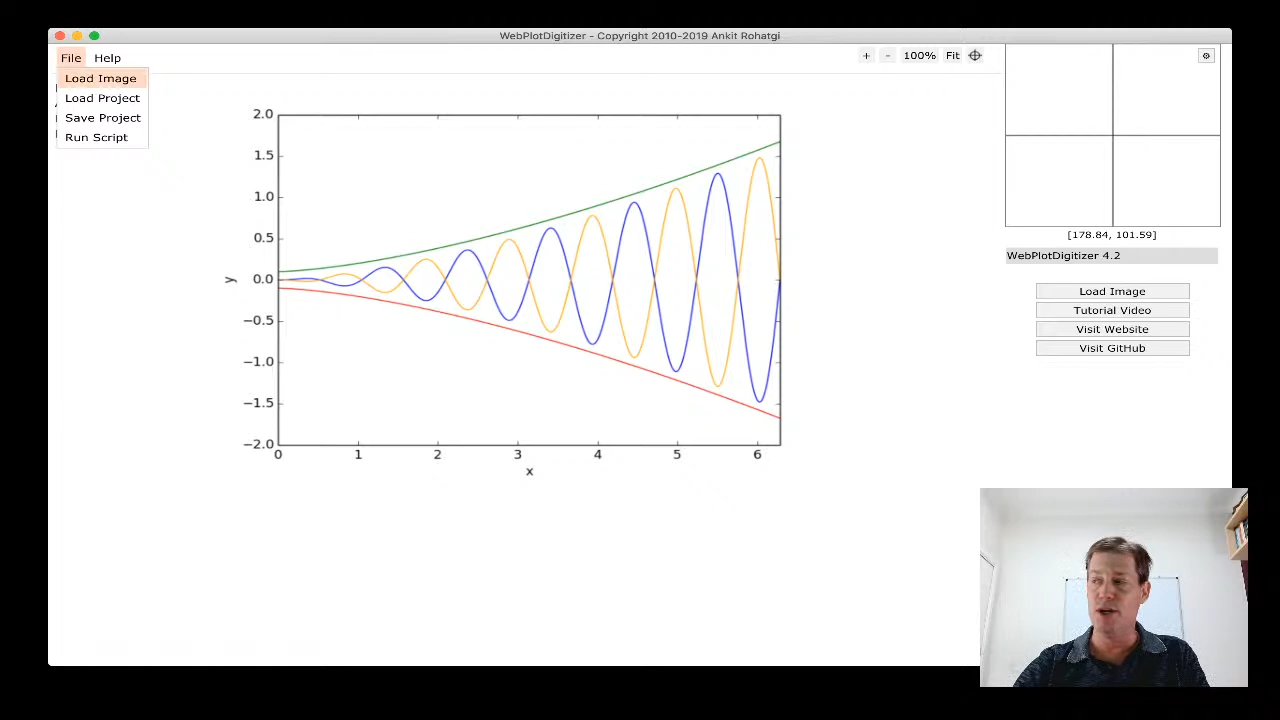 WebPlotDigitizer - Copyright 2010-2019 Ankit Rohatgi
File Help
+ - 100% Fit
Load Image
Load Project
Save Project
Run Script
2.0
1.5
1.0
0.5
0.0
−0.5
−1.0
−1.5
−2.0
y
0 1 2 3 4 5 6
x
[178.84, 101.59]
WebPlotDigitizer 4.2
Load Image
Tutorial Video
Visit Website
Visit GitHub